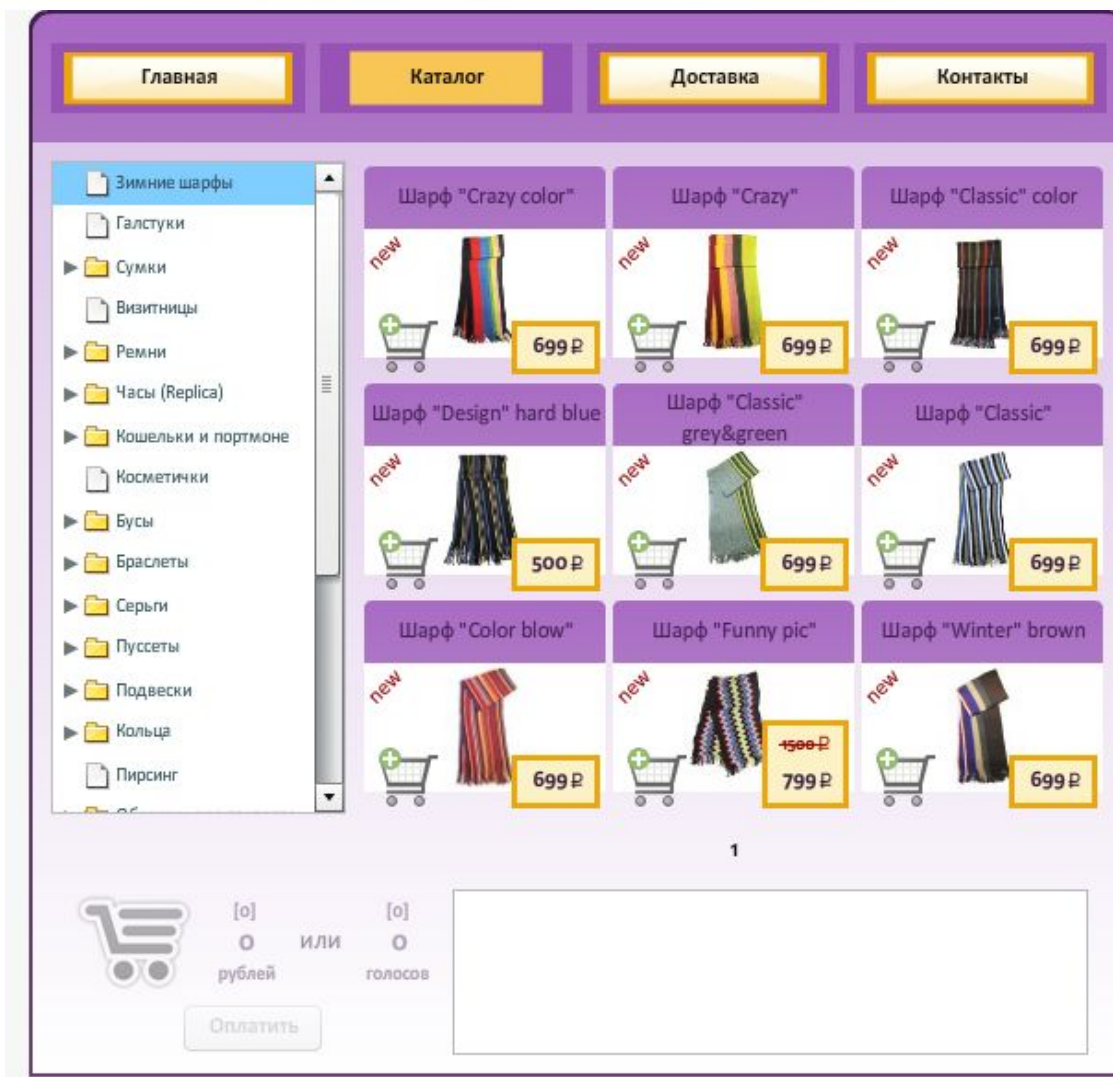 Главная
Каталог
Доставка
Контакты
Зимние шарфы
Галстуки
Сумки
Визитницы
Ремни
Часы (Replica)
Кошельки и портмоне
Косметички
Бусы
Браслеты
Серьги
Пуссеты
Подвески
Кольца
Пирсинг
Шарф "Crazy color"
new
699 ₽
Шарф "Crazy"
new
699 ₽
Шарф "Classic" color
new
699 ₽
Шарф "Design" hard blue
new
500 ₽
Шарф "Classic"
grey&green
new
699 ₽
Шарф "Classic"
new
699 ₽
Шарф "Color blow"
new
699 ₽
Шарф "Funny pic"
new
1500 ₽
799 ₽
Шарф "Winter" brown
new
699 ₽
1
[0] [0]
0 или 0
рублей голосов
Оплатить